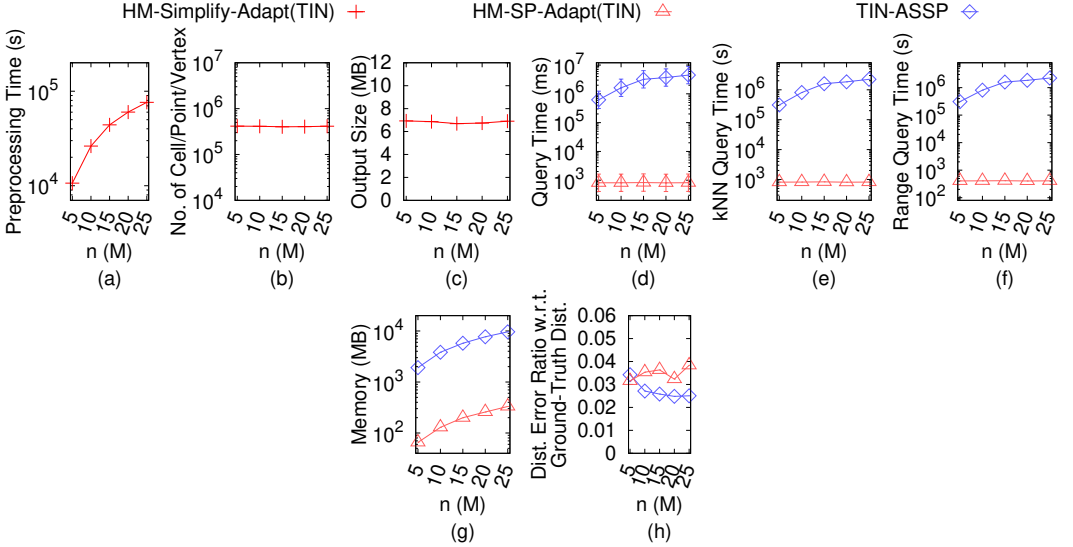 HM-Simplify-Adapt(TIN) HM-SP-Adapt(TIN) TIN-ASSP
Preprocessing Time (s)
10^5
10^4
5 10 15 20 25
n (M)
(a)
No. of Cell/Point/Vertex
10^7
10^6
10^5
10^4
5 10 15 20 25
n (M)
(b)
Output Size (MB)
12
10
8
6
4
2
0
5 10 15 20 25
n (M)
(c)
Query Time (ms)
10^7
10^6
10^5
10^4
10^3
5 10 15 20 25
n (M)
(d)
kNN Query Time (s)
10^6
10^5
10^4
10^3
5 10 15 20 25
n (M)
(e)
Range Query Time (s)
10^6
10^5
10^4
10^3
10^2
5 10 15 20 25
n (M)
(f)
Memory (MB)
10^4
10^3
10^2
5 10 15 20 25
n (M)
(g)
Dist. Error Ratio w.r.t.
Ground-Truth Dist.
0.06
0.05
0.04
0.03
0.02
0.01
0
5 10 15 20 25
n (M)
(h)